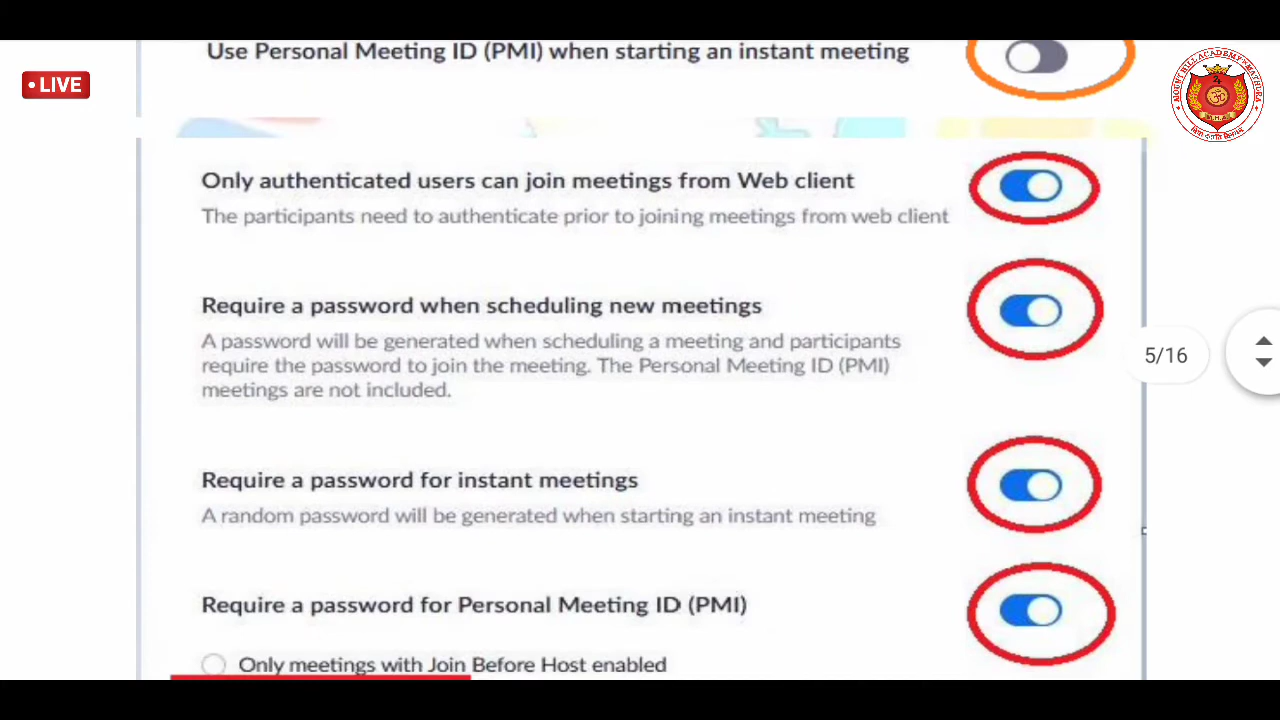 Use Personal Meeting ID (PMI) when starting an instant meeting
• LIVE
MOUNT HILL ACADEMY MATHURA
M.H.A
Only authenticated users can join meetings from Web client
The participants need to authenticate prior to joining meetings from web client
Require a password when scheduling new meetings
A password will be generated when scheduling a meeting and participants
require the password to join the meeting. The Personal Meeting ID (PMI)
meetings are not included.
5/16
Require a password for instant meetings
A random password will be generated when starting an instant meeting
Require a password for Personal Meeting ID (PMI)
Only meetings with Join Before Host enabled